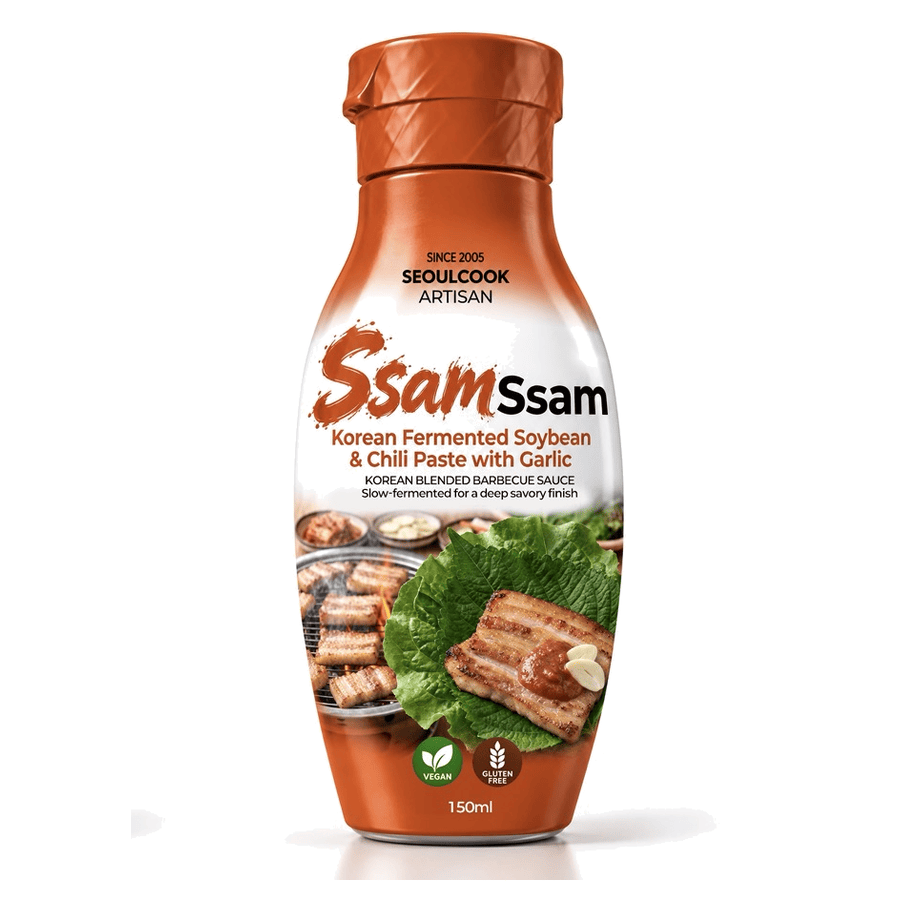 SINCE 2005
SEOULCOOK
ARTISAN
Ssam Ssam
Korean Fermented Soybean
& Chili Paste with Garlic
KOREAN BLENDED BARBECUE SAUCE
Slow-fermented for a deep savory finish
VEGAN
GLUTEN
FREE
150ml